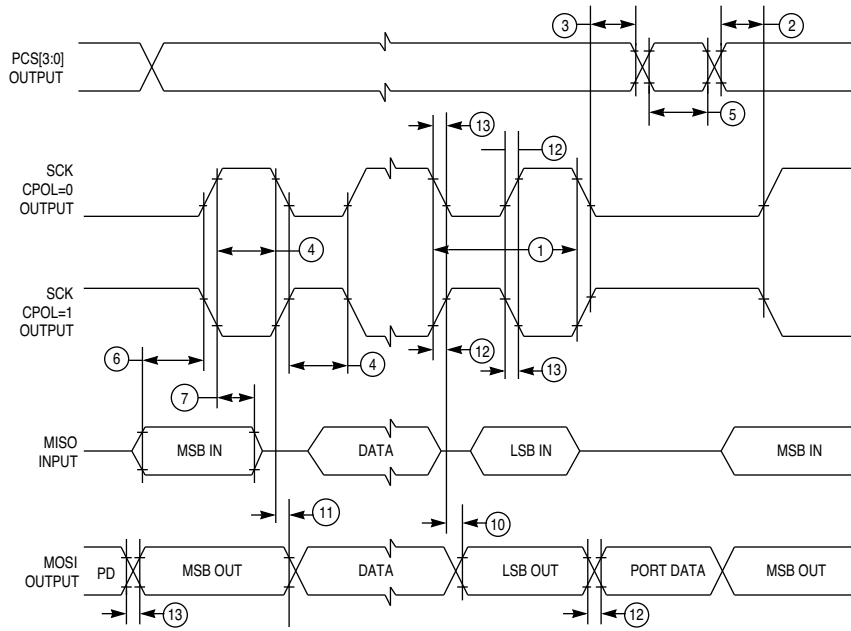 3
2
PCS[3:0]
OUTPUT
5
13
12
SCK
CPOL=0
OUTPUT
4
1
SCK
CPOL=1
OUTPUT
6
4
12
13
7
MISO
INPUT
MSB IN
DATA
LSB IN
MSB IN
11
10
MOSI
OUTPUT
PD
MSB OUT
DATA
LSB OUT
PORT DATA
MSB OUT
13
12